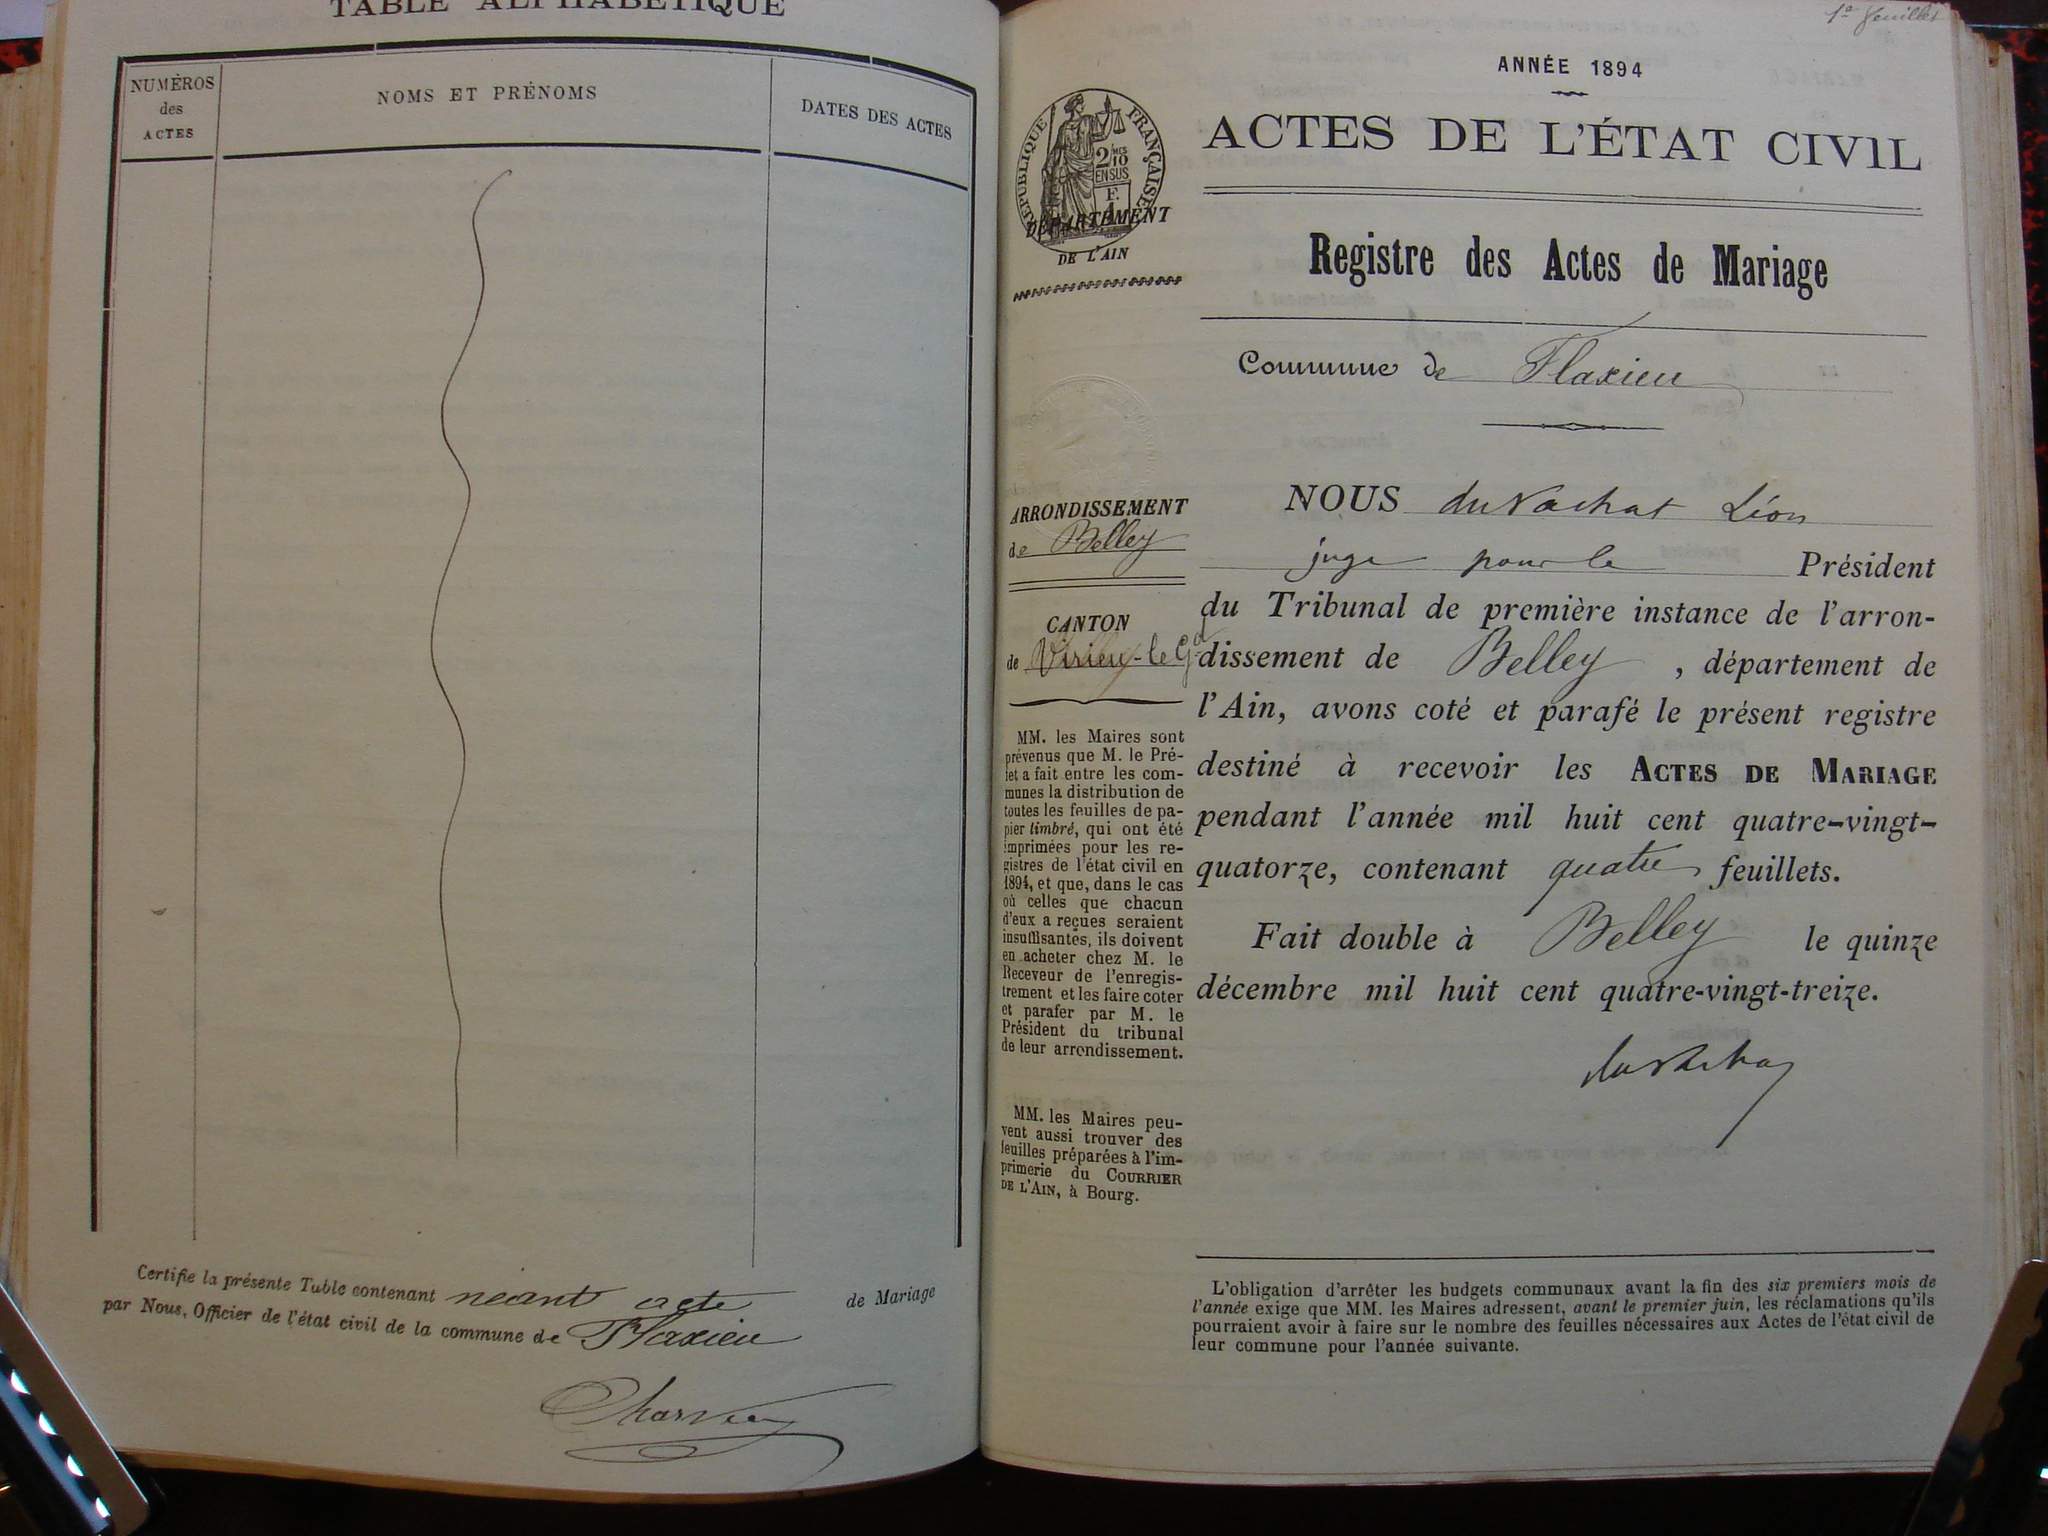 TABLE ALPHABÉTIQUE
NUMÉROS
des
ACTES
NOMS ET PRÉNOMS
DATES DES ACTES
Certifie la présente Table contenant néant acte de Mariage
par Nous, Officier de l'état civil de la commune de Flaxieu
1er feuillet
ANNÉE 1894
RÉPUBLIQUE FRANÇAISE
2/10
MES
EN SUS
DÉPARTEMENT
DE L'AIN
ACTES DE L'ÉTAT CIVIL
Registre des Actes de Mariage
Commune de Flaxieu
ARRONDISSEMENT
de Belley
CANTON
de Virieu-le-Gd
MM. les Maires sont
prévenus que M. le Pré-
fet a fait entre les com-
munes la distribution de
toutes les feuilles de pa-
pier timbré, qui ont été
imprimées pour les re-
gistres de l'état civil en
1894, et que, dans le cas
où celles que chacun
d'eux a reçues seraient
insuffisantes, ils doivent
en acheter chez M. le
Receveur de l'enregis-
trement et les faire coter
et parafer par M. le
Président du tribunal
de leur arrondissement.
MM. les Maires peu-
vent aussi trouver des
feuilles préparées à l'im-
primerie du COURRIER
DE L'AIN, à Bourg.
NOUS du Vachat Léon
juge pour le Président
du Tribunal de première instance de l'arron-
dissement de Belley, département de
l'Ain, avons coté et parafé le présent registre
destiné à recevoir les ACTES DE MARIAGE
pendant l'année mil huit cent quatre-vingt-
quatorze, contenant quatre feuillets.
Fait double à Belley le quinze
décembre mil huit cent quatre-vingt-treize.
du Vachat
L'obligation d'arrêter les budgets communaux avant la fin des six premiers mois de
l'année exige que MM. les Maires adressent, avant le premier juin, les réclamations qu'ils
pourraient avoir à faire sur le nombre des feuilles nécessaires aux Actes de l'état civil de
leur commune pour l'année suivante.